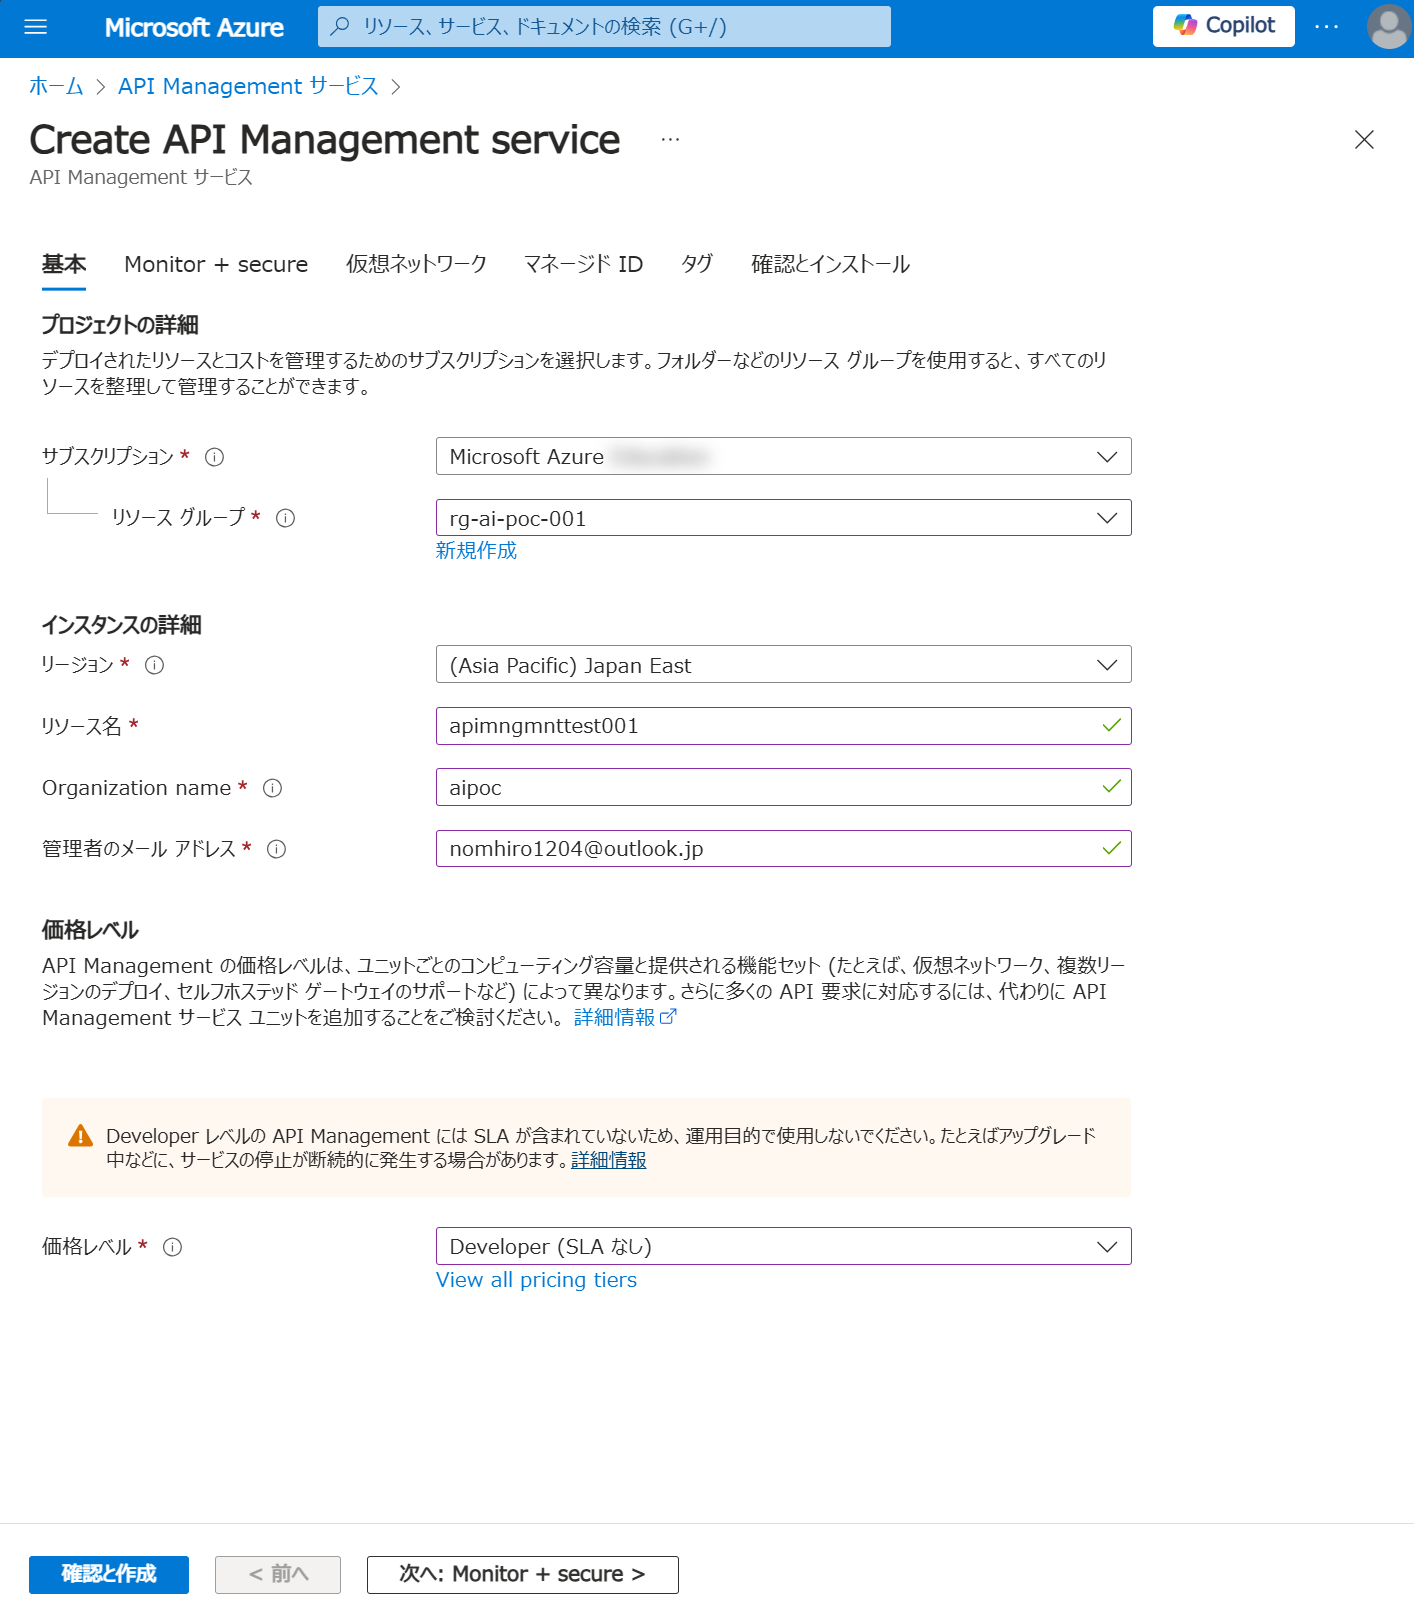 Microsoft Azure
リソース、サービス、ドキュメントの検索 (G+/)
Copilot
ホーム > API Management サービス >
Create API Management service ...
API Management サービス
基本 Monitor + secure 仮想ネットワーク マネージド ID タグ 確認とインストール
プロジェクトの詳細
デプロイされたリソースとコストを管理するためのサブスクリプションを選択します。フォルダーなどのリソース グループを使用すると、すべてのリ
ソースを整理して管理することができます。
サブスクリプション * Microsoft Azure
リソース グループ * rg-ai-poc-001
新規作成
インスタンスの詳細
リージョン * (Asia Pacific) Japan East
リソース名 * apimngmnttest001
Organization name * aipoc
管理者のメール アドレス * nomhiro1204@outlook.jp
価格レベル
API Management の価格レベルは、ユニットごとのコンピューティング容量と提供される機能セット (たとえば、仮想ネットワーク、複数リー
ジョンのデプロイ、セルフホステッド ゲートウェイのサポートなど) によって異なります。さらに多くの API 要求に対応するには、代わりに API
Management サービス ユニットを追加することをご検討ください。 詳細情報
Developer レベルの API Management には SLA が含まれていないため、運用目的で使用しないでください。たとえばアップグレード
中などに、サービスの停止が断続的に発生する場合があります。詳細情報
価格レベル * Developer (SLA なし)
View all pricing tiers
確認と作成 < 前へ 次へ: Monitor + secure >